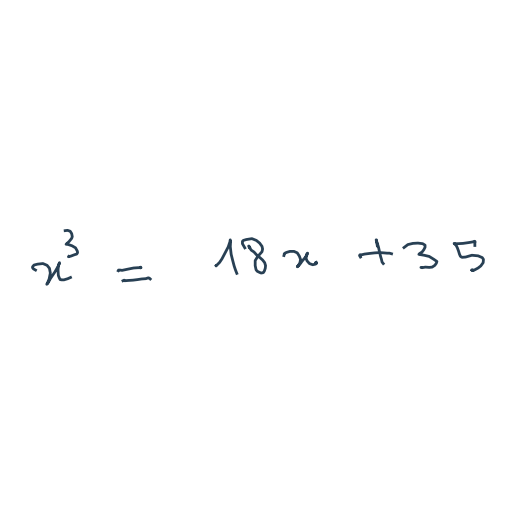 x³ = 18x + 35